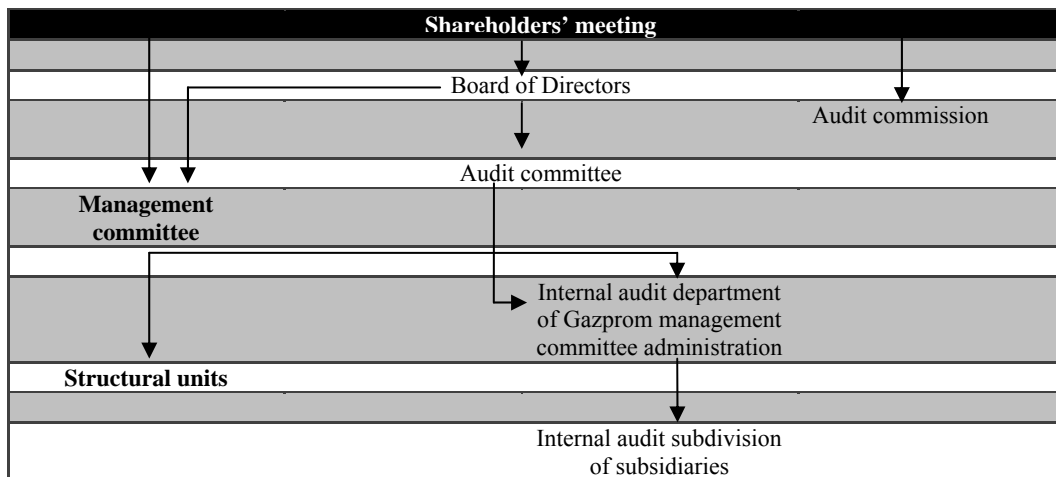 Shareholders’ meeting
Board of Directors
Audit commission
Audit committee
Management
committee
Internal audit department
of Gazprom management
committee administration
Structural units
Internal audit subdivision
of subsidiaries